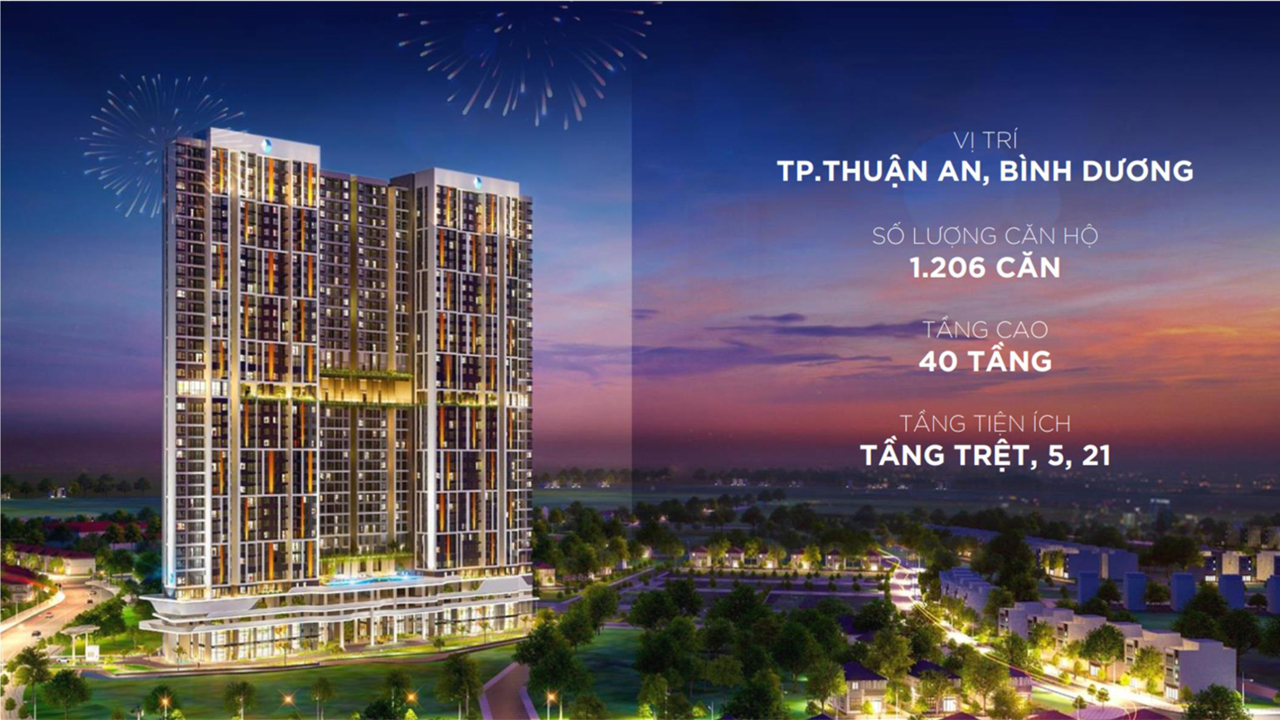 VỊ TRÍ
TP.THUẬN AN, BÌNH DƯƠNG
SỐ LƯỢNG CĂN HỘ
1.206 CĂN
TẦNG CAO
40 TẦNG
TẦNG TIỆN ÍCH
TẦNG TRỆT, 5, 21